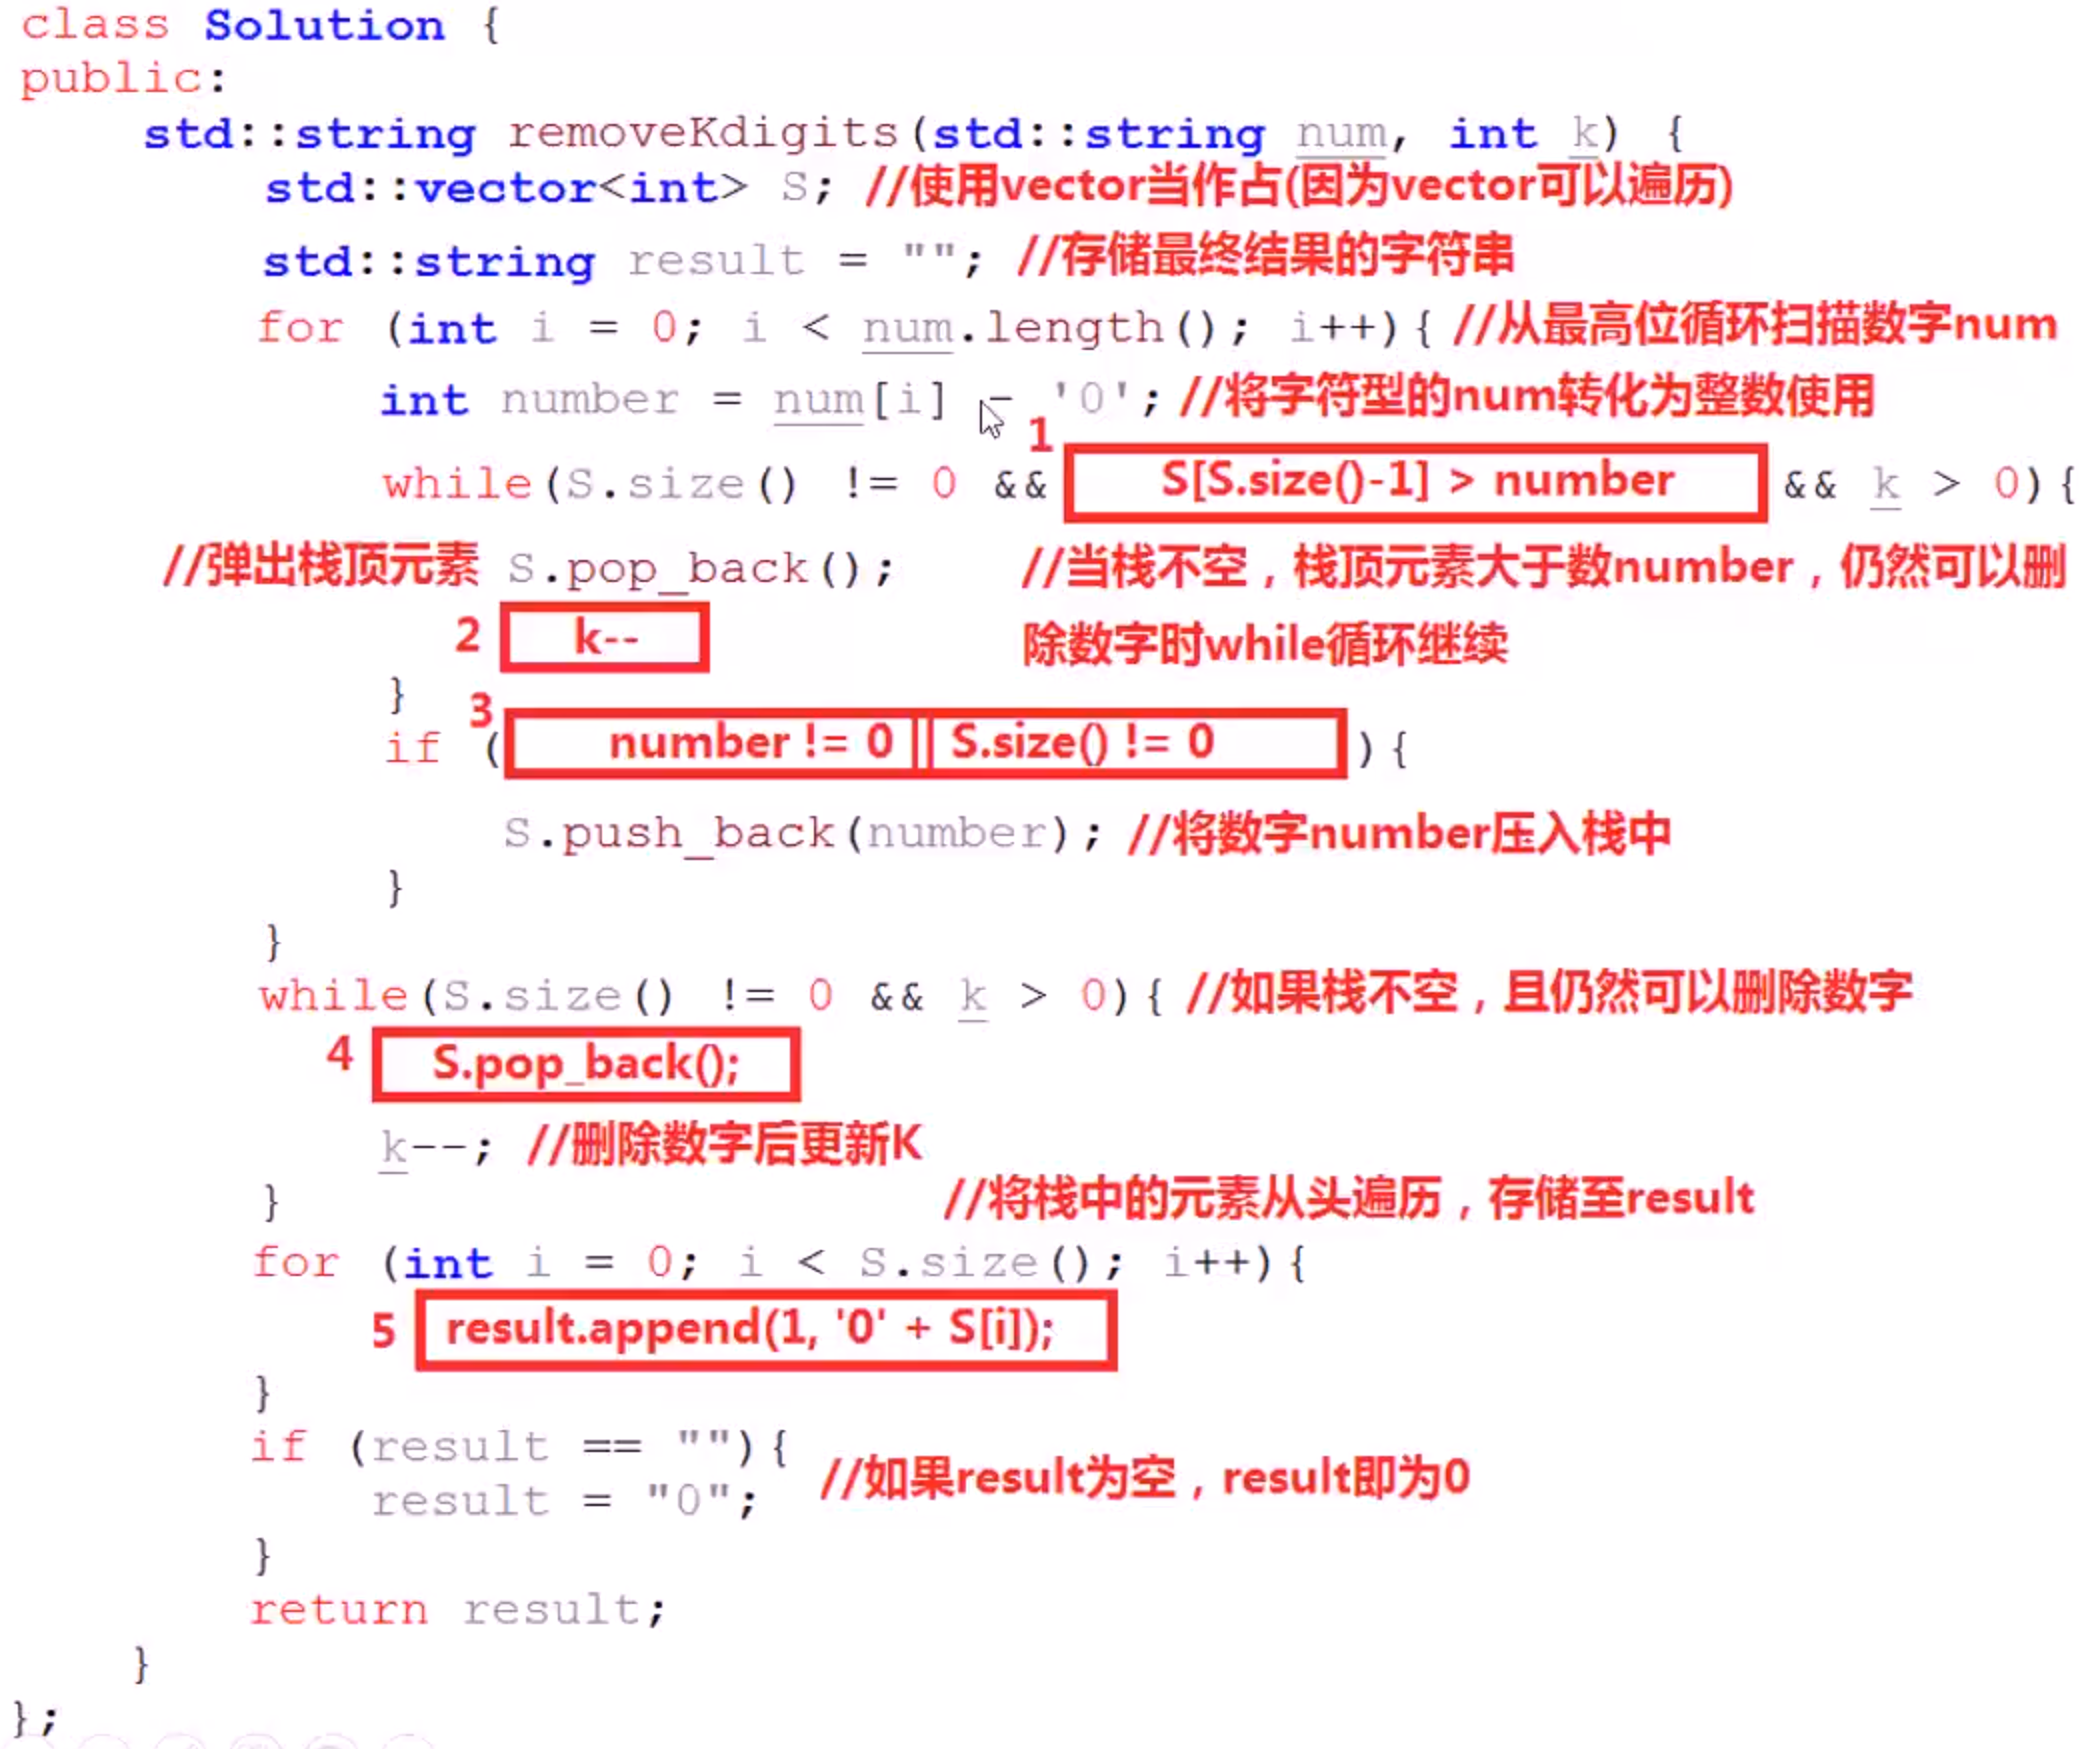 class Solution {
public:
std::string removeKdigits(std::string num, int k) {
std::vector<int> S; //使用vector当作占(因为vector可以遍历)
std::string result = ""; //存储最终结果的字符串
for (int i = 0; i < num.length(); i++){ //从最高位循环扫描数字num
int number = num[i] - '0'; //将字符型的num转化为整数使用
1
while(S.size() != 0 && S[S.size()-1] > number && k > 0){
//弹出栈顶元素 S.pop_back(); //当栈不空，栈顶元素大于数number，仍然可以删
2 k-- 除数字时while循环继续
}
3
if (number != 0 || S.size() != 0){
S.push_back(number); //将数字number压入栈中
}
}
while(S.size() != 0 && k > 0){ //如果栈不空，且仍然可以删除数字
4 S.pop_back();
k--; //删除数字后更新K
} //将栈中的元素从头遍历，存储至result
for (int i = 0; i < S.size(); i++){
5 result.append(1, '0' + S[i]);
}
if (result == ""){
result = "0"; //如果result为空，result即为0
}
return result;
}
};